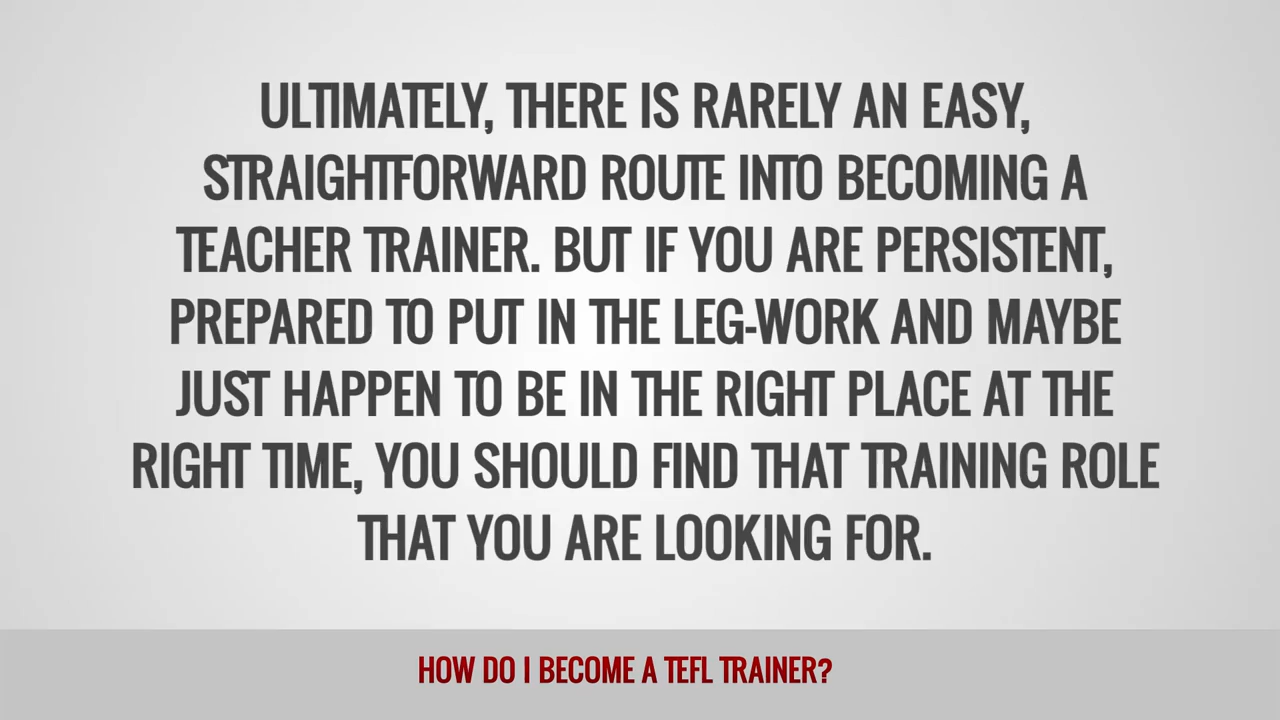 ULTIMATELY, THERE IS RARELY AN EASY,
STRAIGHTFORWARD ROUTE INTO BECOMING A
TEACHER TRAINER. BUT IF YOU ARE PERSISTENT,
PREPARED TO PUT IN THE LEG-WORK AND MAYBE
JUST HAPPEN TO BE IN THE RIGHT PLACE AT THE
RIGHT TIME, YOU SHOULD FIND THAT TRAINING ROLE
THAT YOU ARE LOOKING FOR.
HOW DO I BECOME A TEFL TRAINER?